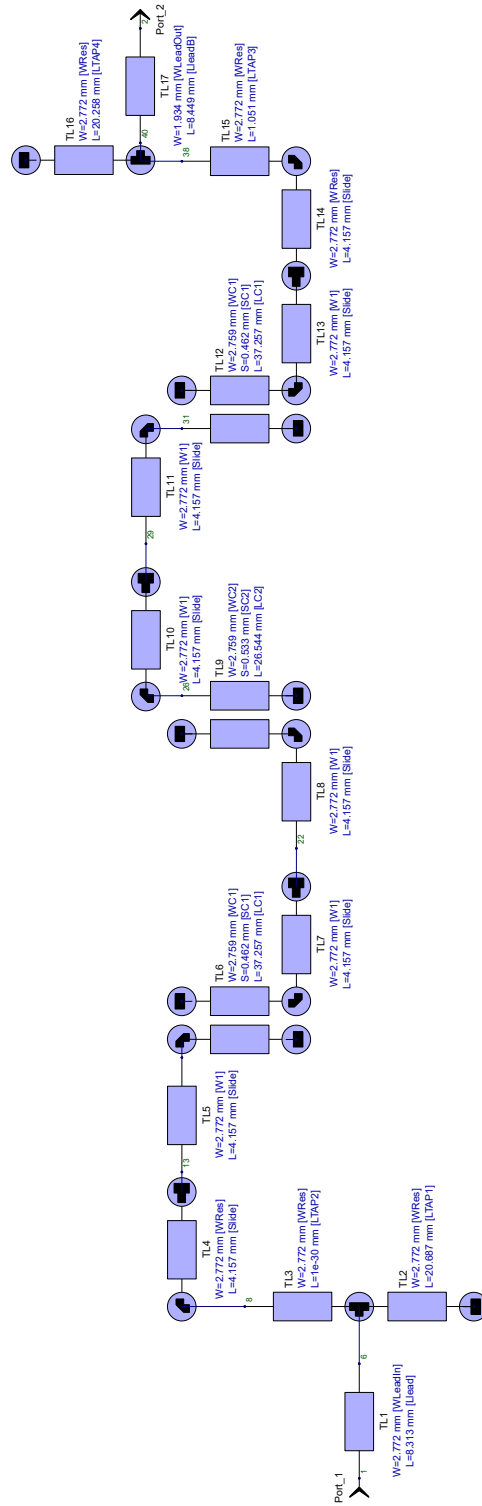 Port_1
1
TL1
W=2.772 mm [WLeadIn]
L=8.313 mm [Llead]
6
TL2
W=2.772 mm [WRes]
L=20.687 mm [LTAP1]
TL3
W=2.772 mm [WRes]
L=1e-30 mm [LTAP2]
8
TL4
W=2.772 mm [WRes]
L=4.157 mm [Slide]
13
TL5
W=2.772 mm [W1]
L=4.157 mm [Slide]
TL6
W=2.759 mm [WC1]
S=0.462 mm [SC1]
L=37.257 mm [LC1]
TL7
W=2.772 mm [W1]
L=4.157 mm [Slide]
22
TL8
W=2.772 mm [W1]
L=4.157 mm [Slide]
TL9
W=2.759 mm [WC2]
S=0.533 mm [SC2]
L=26.544 mm [LC2]
26
TL10
W=2.772 mm [W1]
L=4.157 mm [Slide]
29
TL11
W=2.772 mm [W1]
L=4.157 mm [Slide]
31
TL12
W=2.759 mm [WC1]
S=0.462 mm [SC1]
L=37.257 mm [LC1]
TL13
W=2.772 mm [W1]
L=4.157 mm [Slide]
TL14
W=2.772 mm [WRes]
L=4.157 mm [Slide]
TL15
W=2.772 mm [WRes]
L=1.051 mm [LTAP3]
38
TL16
W=2.772 mm [WRes]
L=20.258 mm [LTAP4]
40
TL17
W=1.934 mm [WLeadOut]
L=8.449 mm [LleadB]
2
Port_2